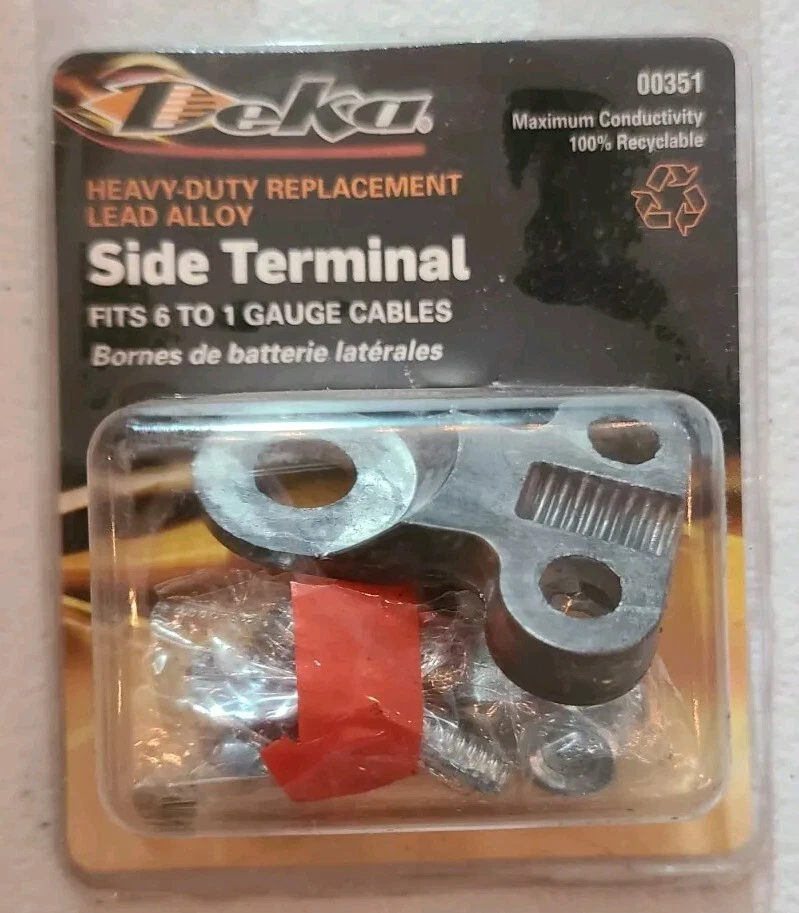 Deka®
00351
Maximum Conductivity
100% Recyclable
HEAVY-DUTY REPLACEMENT
LEAD ALLOY
Side Terminal
FITS 6 TO 1 GAUGE CABLES
Bornes de batterie latérales